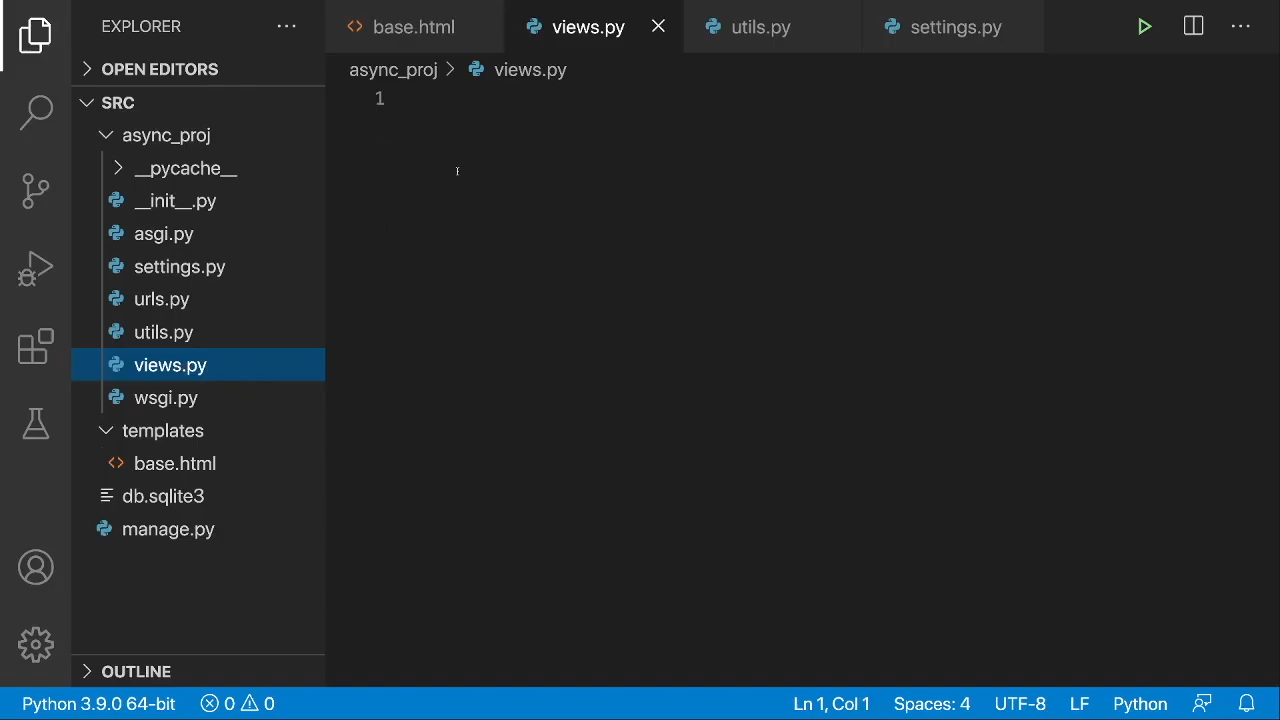 EXPLORER
OPEN EDITORS
SRC
async_proj
__pycache__
__init__.py
asgi.py
settings.py
urls.py
utils.py
views.py
wsgi.py
templates
base.html
db.sqlite3
manage.py
OUTLINE
base.html
views.py
utils.py
settings.py
async_proj
views.py
1
Python 3.9.0 64-bit
0
0
Ln 1, Col 1
Spaces: 4
UTF-8
LF
Python